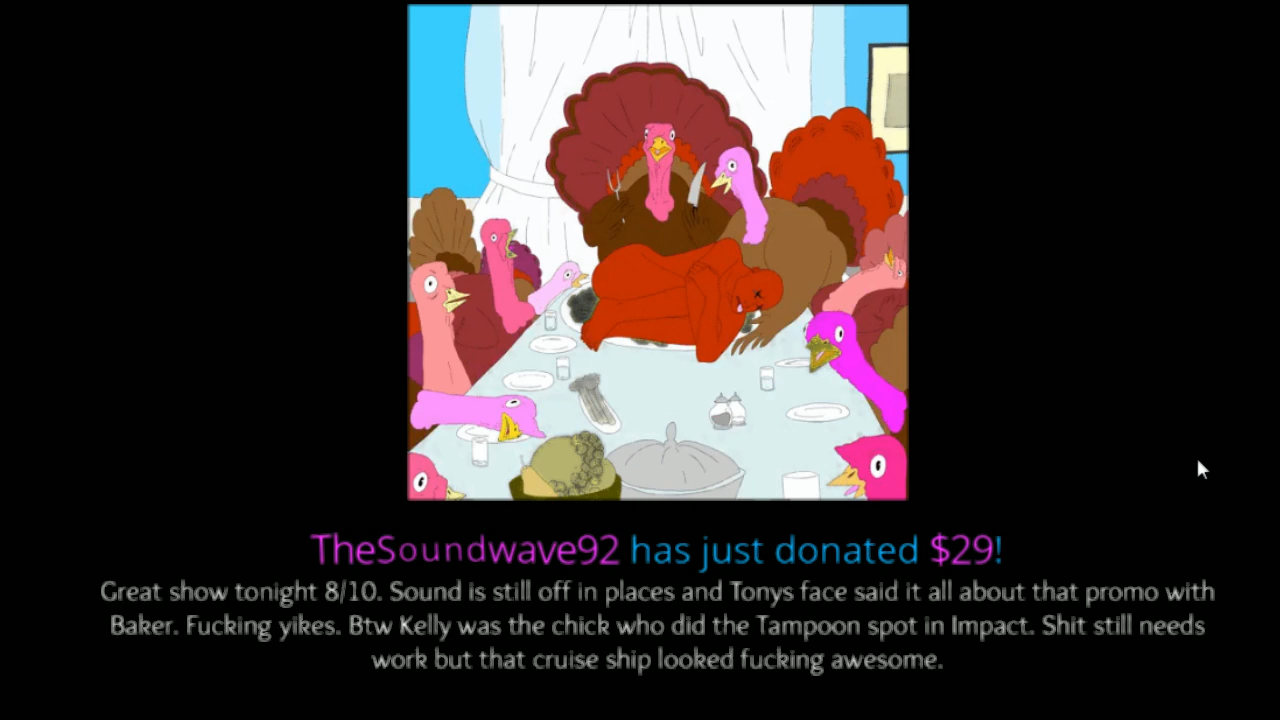 TheSoundwave92 has just donated $29!
Great show tonight 8/10. Sound is still off in places and Tonys face said it all about that promo with
Baker. Fucking yikes. Btw Kelly was the chick who did the Tampoon spot in Impact. Shit still needs
work but that cruise ship looked fucking awesome.